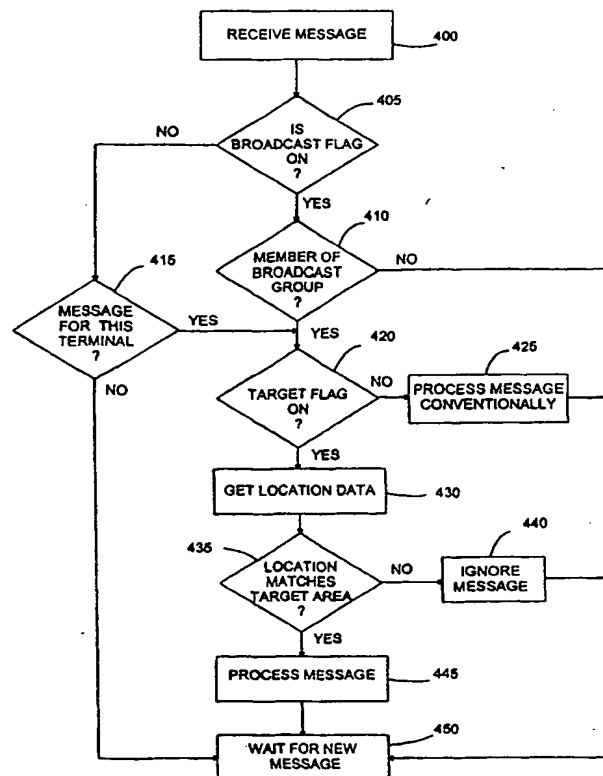 RECEIVE MESSAGE
400
405
NO
IS
BROADCAST FLAG
ON
?
YES
410
415
MEMBER OF
BROADCAST
GROUP
?
NO
MESSAGE
FOR THIS
TERMINAL
?
YES
YES
420
425
NO
TARGET FLAG
ON
?
NO
PROCESS MESSAGE
CONVENTIONALLY
YES
GET LOCATION DATA
430
435
440
LOCATION
MATCHES
TARGET AREA
?
NO
IGNORE
MESSAGE
YES
PROCESS MESSAGE
445
450
WAIT FOR NEW
MESSAGE